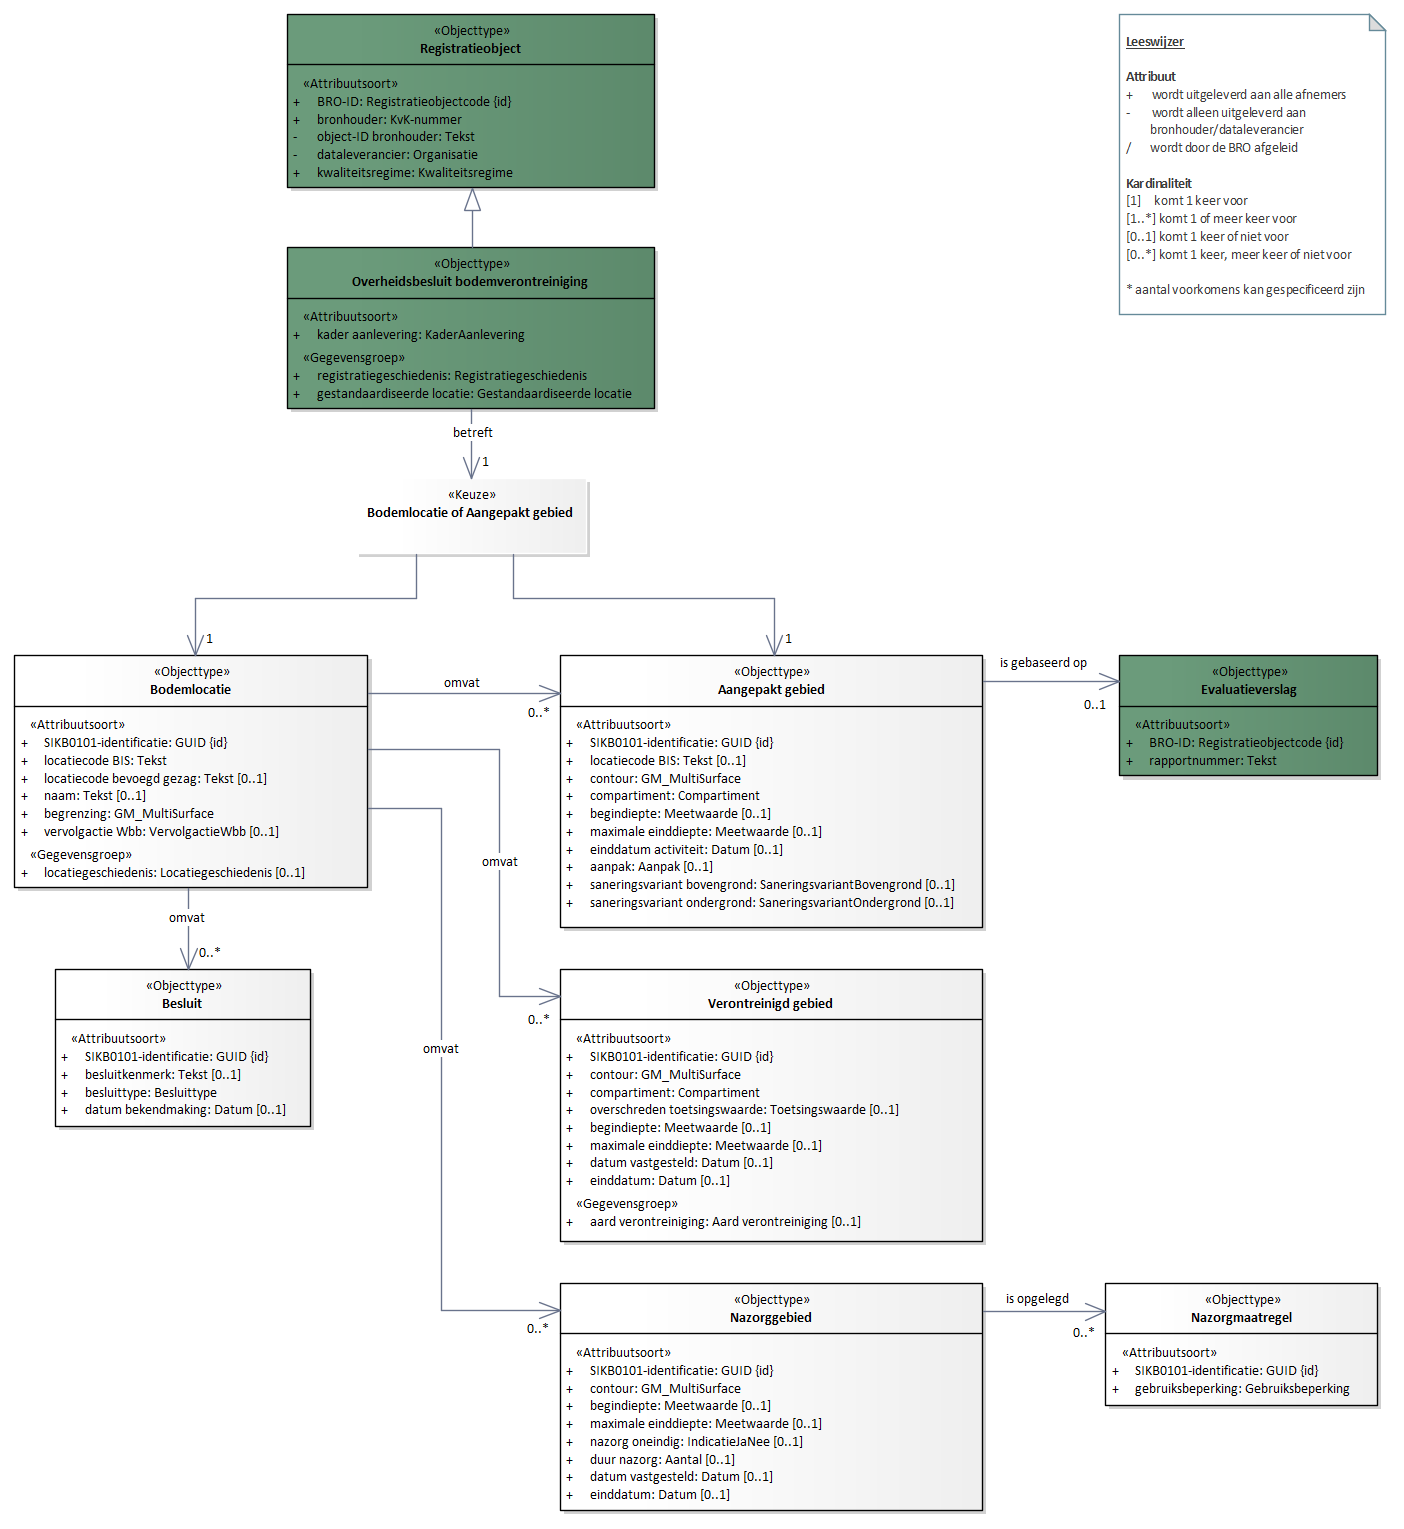 «Objecttype»
Registratieobject
«Attribuutsoort»
+ BRO-ID: Registratieobjectcode {id}
+ bronhouder: KvK-nummer
- object-ID bronhouder: Tekst
- dataleverancier: Organisatie
+ kwaliteitsregime: Kwaliteitsregime
Leeswijzer
Attribuut
+ wordt uitgeleverd aan alle afnemers
- wordt alleen uitgeleverd aan
bronhouder/dataleverancier
/ wordt door de BRO afgeleid
Kardinaliteit
[1] komt 1 keer voor
[1..*] komt 1 of meer keer voor
[0..1] komt 1 keer of niet voor
[0..*] komt 1 keer, meer keer of niet voor
* aantal voorkomens kan gespecificeerd zijn
«Objecttype»
Overheidsbesluit bodemverontreiniging
«Attribuutsoort»
+ kader aanlevering: KaderAanlevering
«Gegevensgroep»
+ registratiegeschiedenis: Registratiegeschiedenis
+ gestandaardiseerde locatie: Gestandaardiseerde locatie
betreft
1
«Keuze»
Bodemlocatie of Aangepakt gebied
1
1
«Objecttype»
Bodemlocatie
«Attribuutsoort»
+ SIKB0101-identificatie: GUID {id}
+ locatiecode BIS: Tekst
+ locatiecode bevoegd gezag: Tekst [0..1]
+ naam: Tekst [0..1]
+ begrenzing: GM_MultiSurface
+ vervolgactie Wbb: VervolgactieWbb [0..1]
«Gegevensgroep»
+ locatiegeschiedenis: Locatiegeschiedenis [0..1]
omvat
0..*
«Objecttype»
Aangepakt gebied
«Attribuutsoort»
+ SIKB0101-identificatie: GUID {id}
+ locatiecode BIS: Tekst [0..1]
+ contour: GM_MultiSurface
+ compartiment: Compartiment
+ begindiepte: Meetwaarde [0..1]
+ maximale einddiepte: Meetwaarde [0..1]
+ einddatum activiteit: Datum [0..1]
+ aanpak: Aanpak [0..1]
+ saneringsvariant bovengrond: SaneringsvariantBovengrond [0..1]
+ saneringsvariant ondergrond: SaneringsvariantOndergrond [0..1]
is gebaseerd op
0..1
«Objecttype»
Evaluatieverslag
«Attribuutsoort»
+ BRO-ID: Registratieobjectcode {id}
+ rapportnummer: Tekst
omvat
omvat
0..*
«Objecttype»
Besluit
«Attribuutsoort»
+ SIKB0101-identificatie: GUID {id}
+ besluitkenmerk: Tekst [0..1]
+ besluittype: Besluittype
+ datum bekendmaking: Datum [0..1]
0..*
omvat
«Objecttype»
Verontreinigd gebied
«Attribuutsoort»
+ SIKB0101-identificatie: GUID {id}
+ contour: GM_MultiSurface
+ compartiment: Compartiment
+ overschreden toetsingswaarde: Toetsingswaarde [0..1]
+ begindiepte: Meetwaarde [0..1]
+ maximale einddiepte: Meetwaarde [0..1]
+ datum vastgesteld: Datum [0..1]
+ einddatum: Datum [0..1]
«Gegevensgroep»
+ aard verontreiniging: Aard verontreiniging [0..1]
0..*
«Objecttype»
Nazorggebied
«Attribuutsoort»
+ SIKB0101-identificatie: GUID {id}
+ contour: GM_MultiSurface
+ begindiepte: Meetwaarde [0..1]
+ maximale einddiepte: Meetwaarde [0..1]
+ nazorg oneindig: IndicatieJaNee [0..1]
+ duur nazorg: Aantal [0..1]
+ datum vastgesteld: Datum [0..1]
+ einddatum: Datum [0..1]
is opgelegd
0..*
«Objecttype»
Nazorgmaatregel
«Attribuutsoort»
+ SIKB0101-identificatie: GUID {id}
+ gebruiksbeperking: Gebruiksbeperking